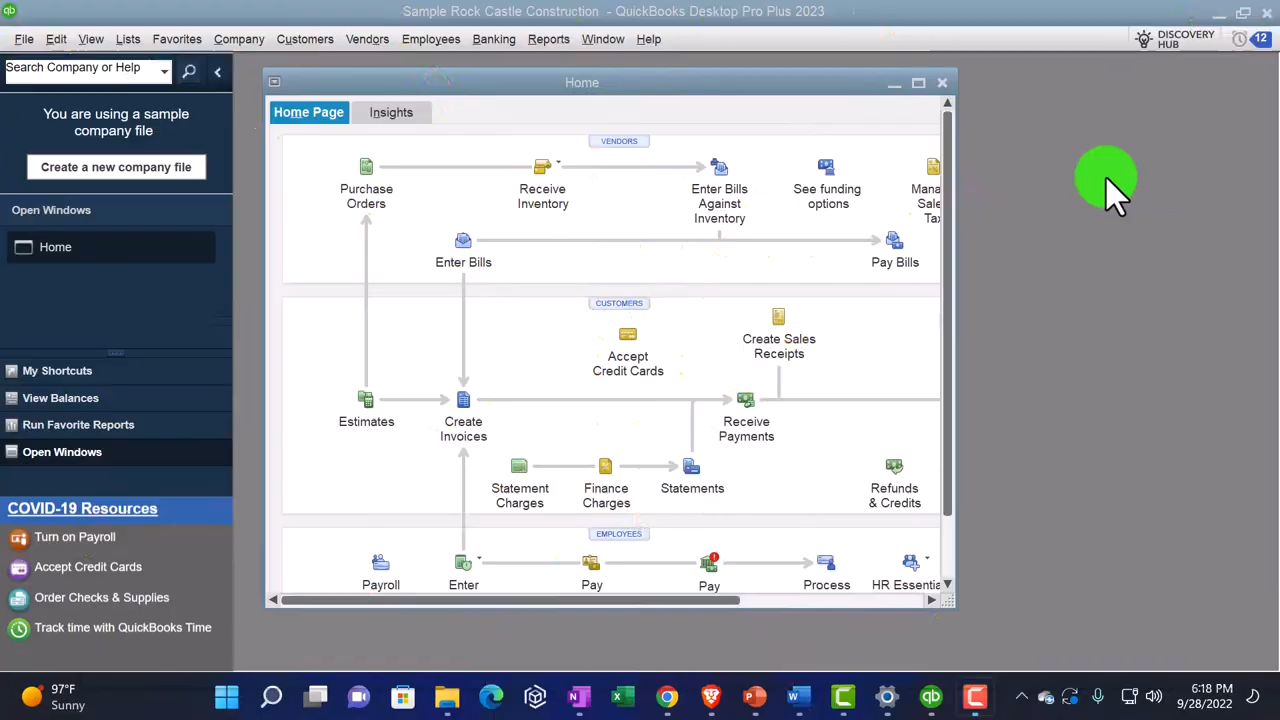 Sample Rock Castle Construction - QuickBooks Desktop Pro Plus 2023
File Edit View Lists Favorites Company Customers Vendors Employees Banking Reports Window Help
DISCOVERY
HUB
12
Search Company or Help
You are using a sample
company file
Create a new company file
Open Windows
Home
My Shortcuts
View Balances
Run Favorite Reports
Open Windows
COVID-19 Resources
Turn on Payroll
Accept Credit Cards
Order Checks & Supplies
Track time with QuickBooks Time
Home
Home Page
Insights
VENDORS
Purchase
Orders
Receive
Inventory
Enter Bills
Against
Inventory
See funding
options
Mana
Sale
Tax
Enter Bills
Pay Bills
CUSTOMERS
Accept
Credit Cards
Create Sales
Receipts
Estimates
Create
Invoices
Receive
Payments
Statement
Charges
Finance
Charges
Statements
Refunds
& Credits
EMPLOYEES
Payroll
Enter
Pay
Pay
Process
HR Essentia
97°F
Sunny
6:18 PM
9/28/2022